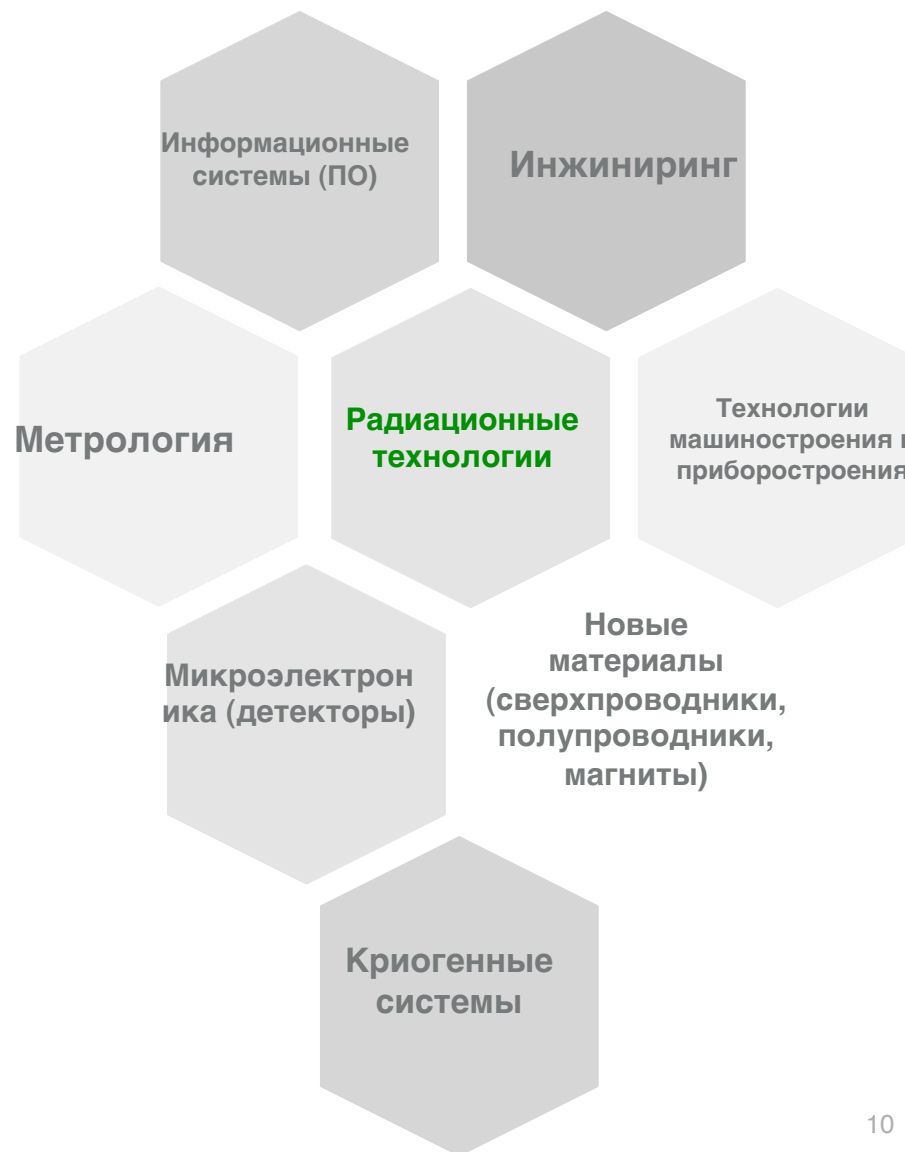 Информационные
системы (ПО)
Инжиниринг
Метрология
Радиационные
технологии
Технологии
машиностроения
приборостроения
Микроэлектрон
ика (детекторы)
Новые
материалы
(сверхпроводники,
полупроводники,
магниты)
Криогенные
системы
10